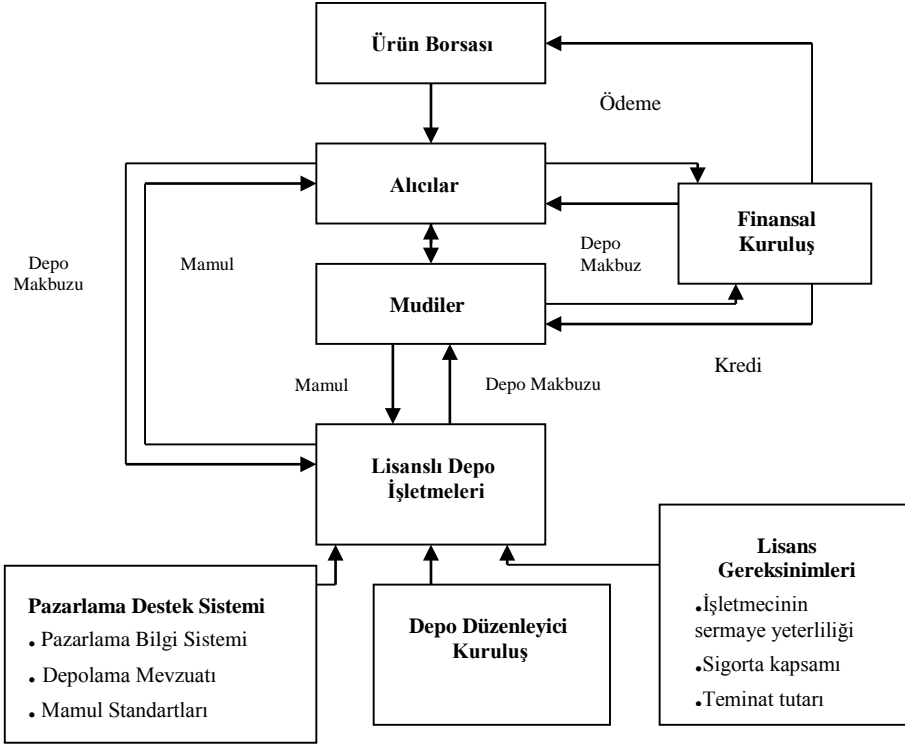 Ürün Borsası
Ödeme
Alıcılar
Finansal
Kuruluş
Depo
Makbuzu
Mamul
Depo
Makbuz
Mudiler
Kredi
Mamul
Depo Makbuzu
Lisanslı Depo
İşletmeleri
Pazarlama Destek Sistemi
• Pazarlama Bilgi Sistemi
• Depolama Mevzuatı
• Mamul Standartları
Depo Düzenleyici
Kuruluş
Lisans
Gereksinimleri
•İşletmecinin
sermaye yeterliliği
•Sigorta kapsamı
•Teminat tutarı